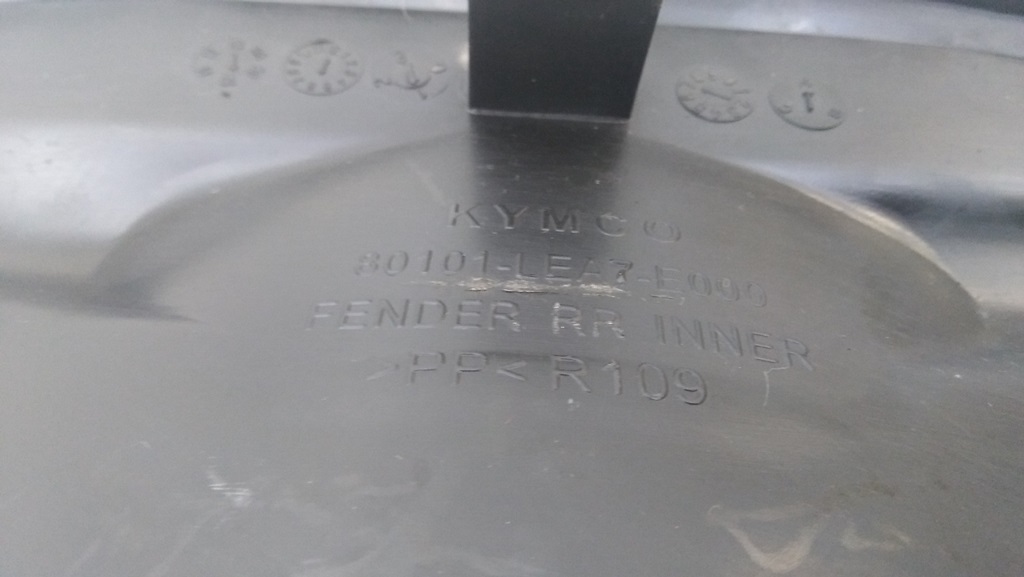 KYMCO
80101-LEA7-E000
FENDER RR INNER
>PP< R109